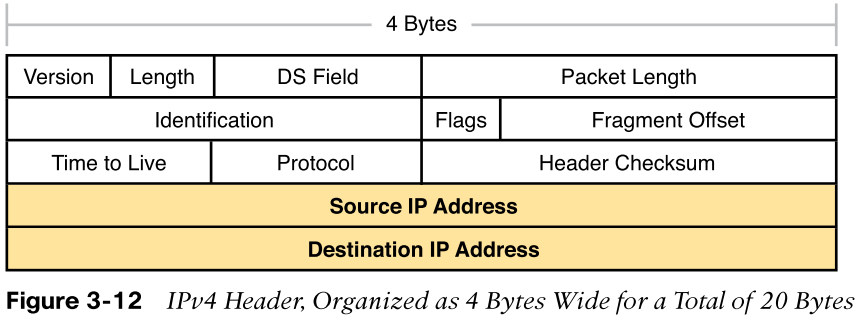 4 Bytes
Version Length DS Field Packet Length
Identification Flags Fragment Offset
Time to Live Protocol Header Checksum
Source IP Address
Destination IP Address
Figure 3-12 IPv4 Header, Organized as 4 Bytes Wide for a Total of 20 Bytes